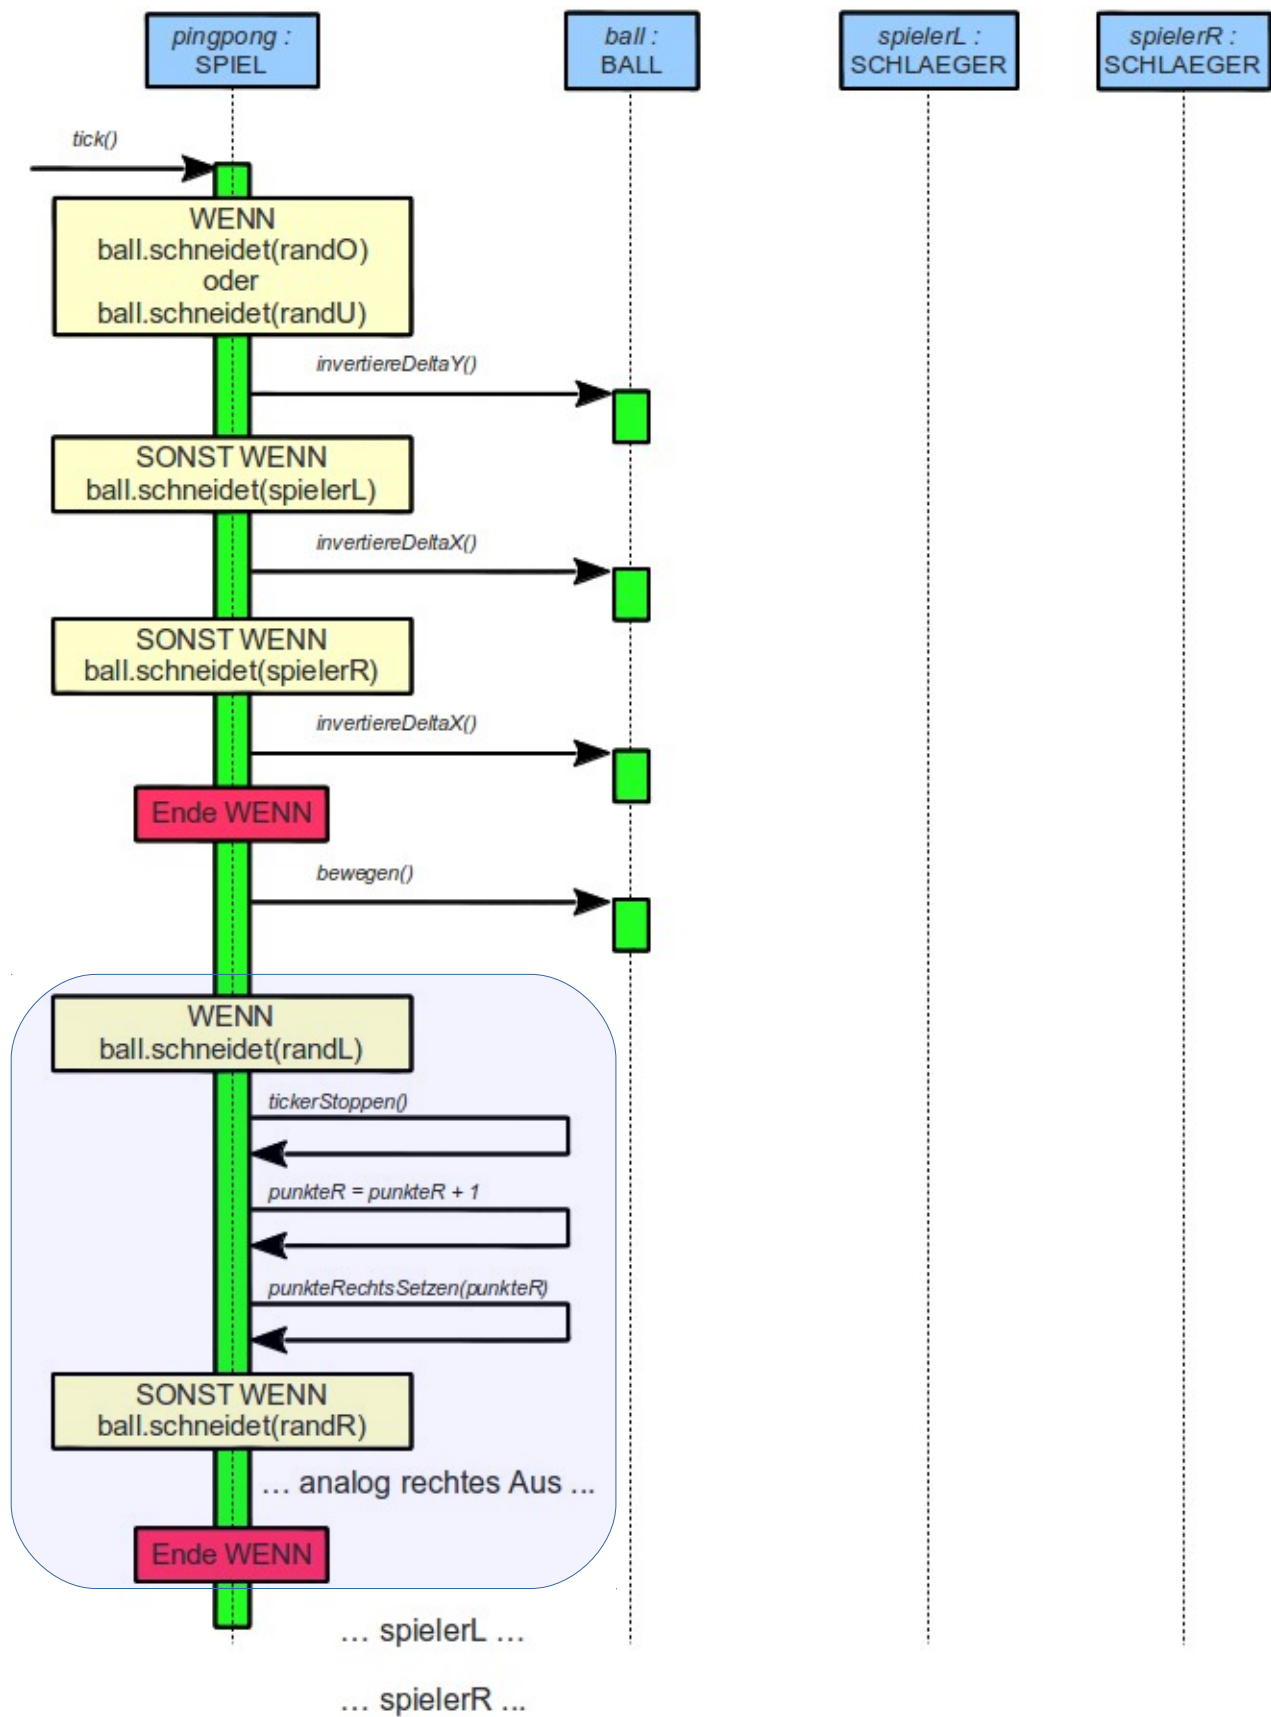 pingpong :
SPIEL
ball :
BALL
spielerL :
SCHLAEGER
spielerR :
SCHLAEGER
tick()
WENN
ball.schneidet(randO)
oder
ball.schneidet(randU)
invertiereDeltaY()
SONST WENN
ball.schneidet(spielerL)
invertiereDeltaX()
SONST WENN
ball.schneidet(spielerR)
invertiereDeltaX()
Ende WENN
bewegen()
WENN
ball.schneidet(randL)
tickerStoppen()
punkteR = punkteR + 1
punkteRechtsSetzen(punkteR)
SONST WENN
ball.schneidet(randR)
... analog rechtes Aus ...
Ende WENN
... spielerL ...
... spielerR ...